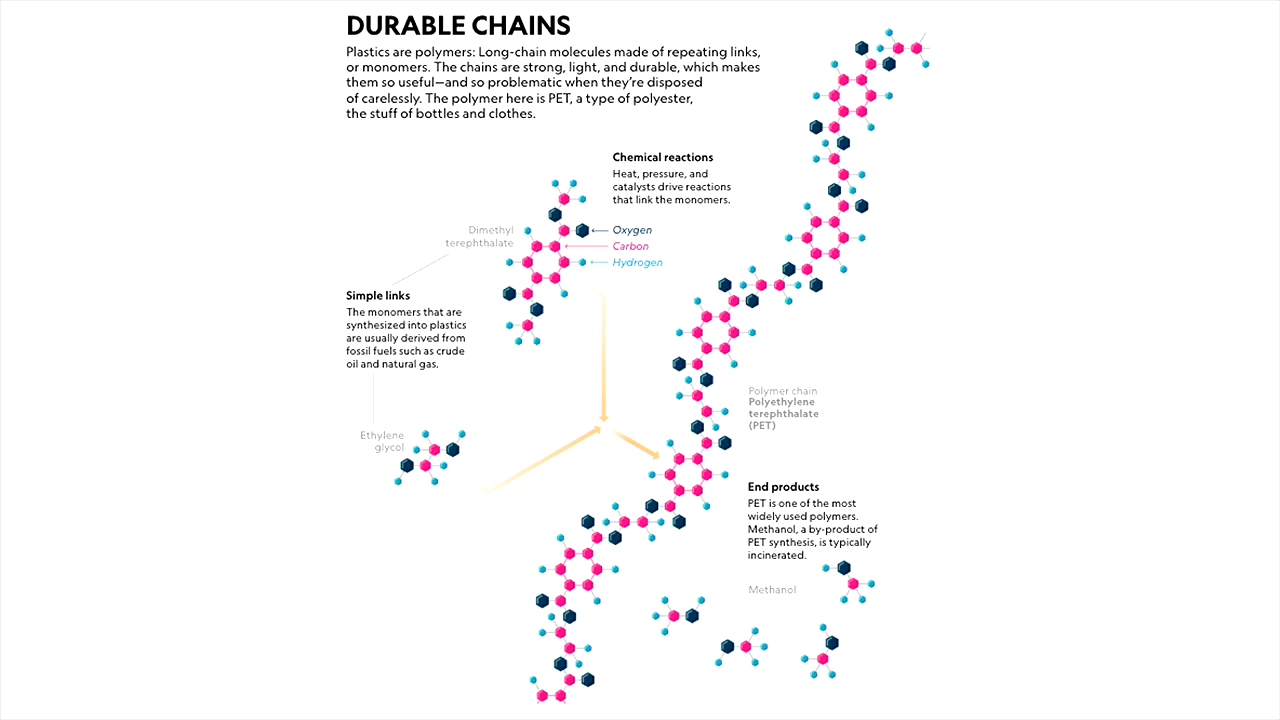 DURABLE CHAINS
Plastics are polymers: Long-chain molecules made of repeating links,
or monomers. The chains are strong, light, and durable, which makes
them so useful—and so problematic when they're disposed
of carelessly. The polymer here is PET, a type of polyester,
the stuff of bottles and clothes.
Chemical reactions
Heat, pressure, and
catalysts drive reactions
that link the monomers.
Dimethyl
terephthalate
Oxygen
Carbon
Hydrogen
Simple links
The monomers that are
synthesized into plastics
are usually derived from
fossil fuels such as crude
oil and natural gas.
Ethylene
glycol
Polymer chain
Polyethylene
terephthalate
(PET)
End products
PET is one of the most
widely used polymers.
Methanol, a by-product of
PET synthesis, is typically
incinerated.
Methanol